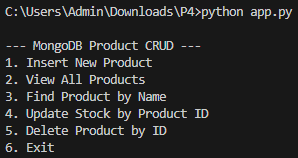 C:\Users\Admin\Downloads\P4>python app.py
--- MongoDB Product CRUD ---
1. Insert New Product
2. View All Products
3. Find Product by Name
4. Update Stock by Product ID
5. Delete Product by ID
6. Exit